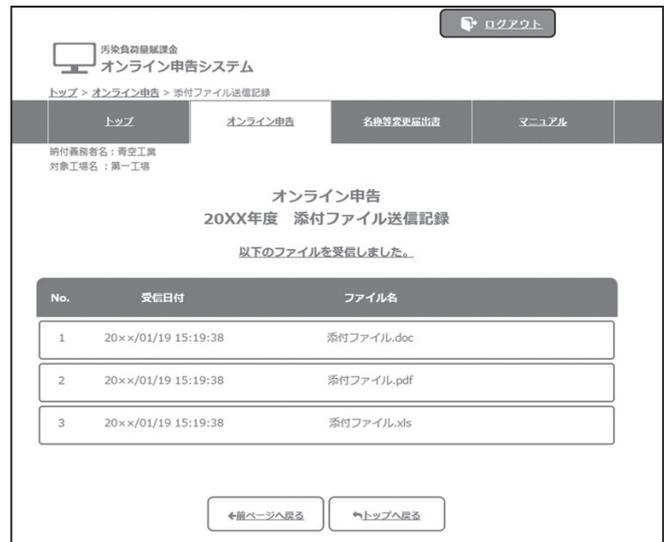 ログアウト
汚染負荷量賦課金
オンライン申告システム
トップ > オンライン申告 > 添付ファイル送信記録
トップ オンライン申告 名称等変更届出書 マニュアル
納付義務者名:青空工業
対象工場名 :第一工場
オンライン申告
20XX年度 添付ファイル送信記録
以下のファイルを受信しました。
No. 受信日付 ファイル名
1 20××/01/19 15:19:38 添付ファイル.doc
2 20××/01/19 15:19:38 添付ファイル.pdf
3 20××/01/19 15:19:38 添付ファイル.xls
前ページへ戻る トップへ戻る